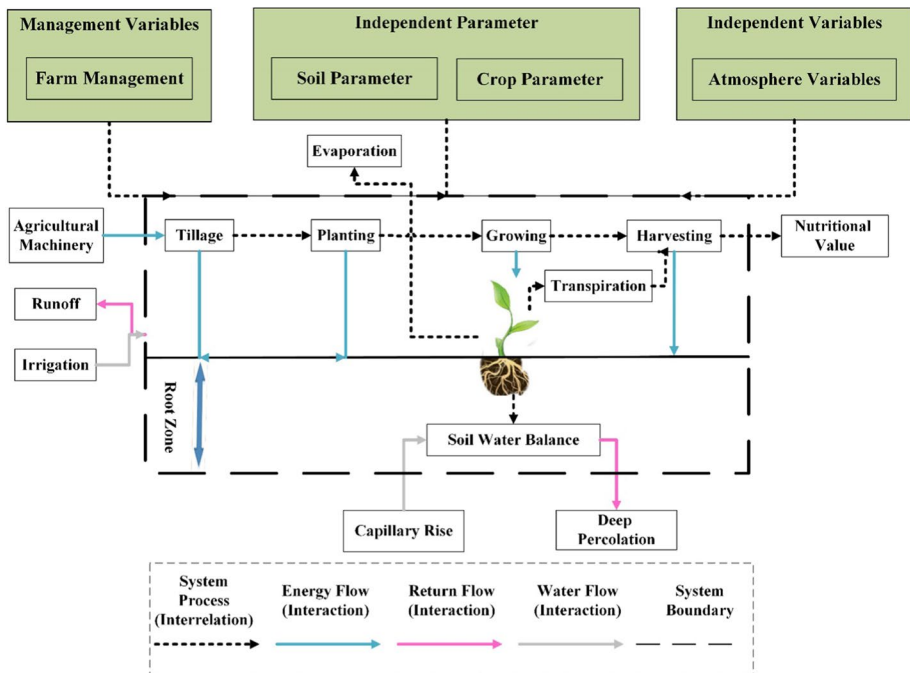 Management Variables
Farm Management
Independent Parameter
Soil Parameter
Crop Parameter
Independent Variables
Atmosphere Variables
Evaporation
Agricultural
Machinery
Tillage
Planting
Growing
Harvesting
Nutritional
Value
Transpiration
Runoff
Irrigation
Root Zone
Soil Water Balance
Capillary Rise
Deep
Percolation
System
Process
(Interrelation)
Energy Flow
(Interaction)
Return Flow
(Interaction)
Water Flow
(Interaction)
System
Boundary